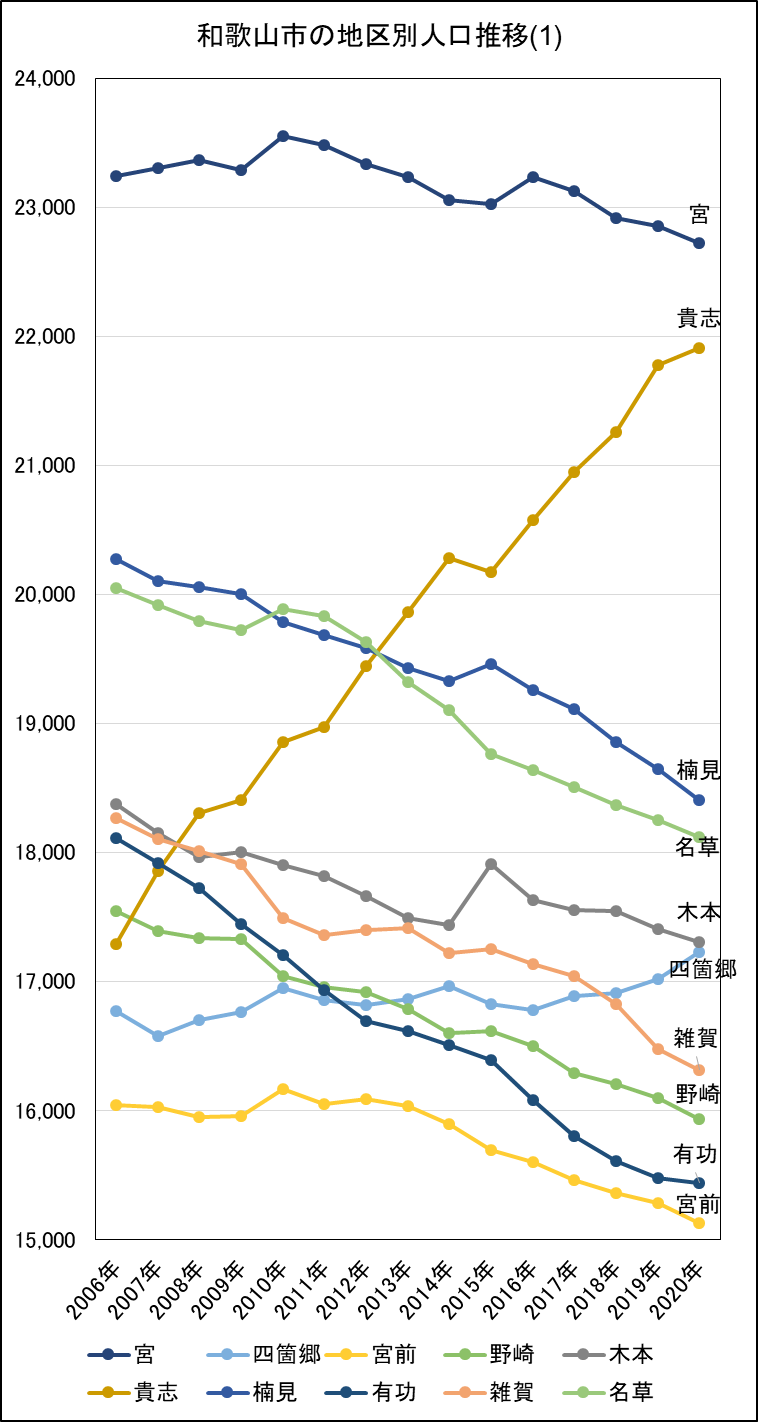 和歌山市の地区別人口推移(1)
24,000
23,000
22,000
21,000
20,000
19,000
18,000
17,000
16,000
15,000
宮
貴志
楠見
名草
木本
四箇郷
雑賀
野崎
有功
宮前
2006年 2007年 2008年 2009年 2010年 2011年 2012年 2013年 2014年 2015年 2016年 2017年 2018年 2019年 2020年
宮 四箇郷 宮前 野崎 木本
貴志 楠見 有功 雑賀 名草